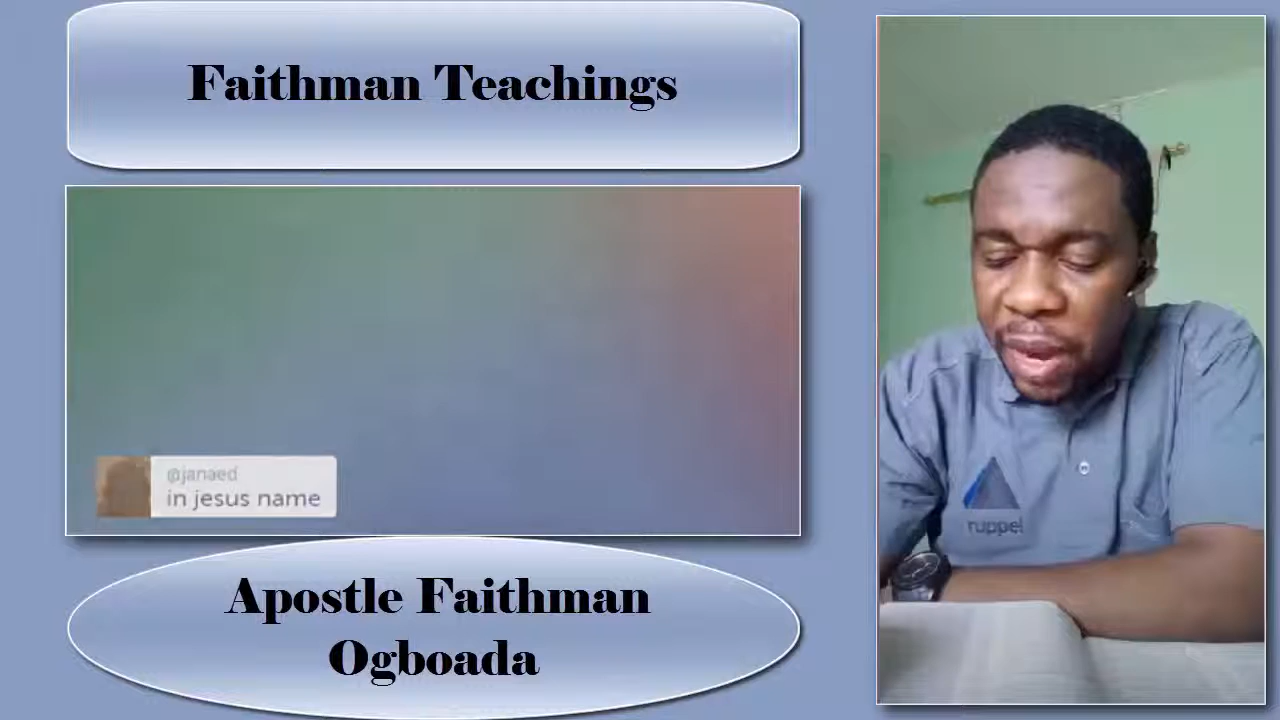 Faithman Teachings
@janaed
in jesus name
Apostle Faithman
Ogboada
ruppel